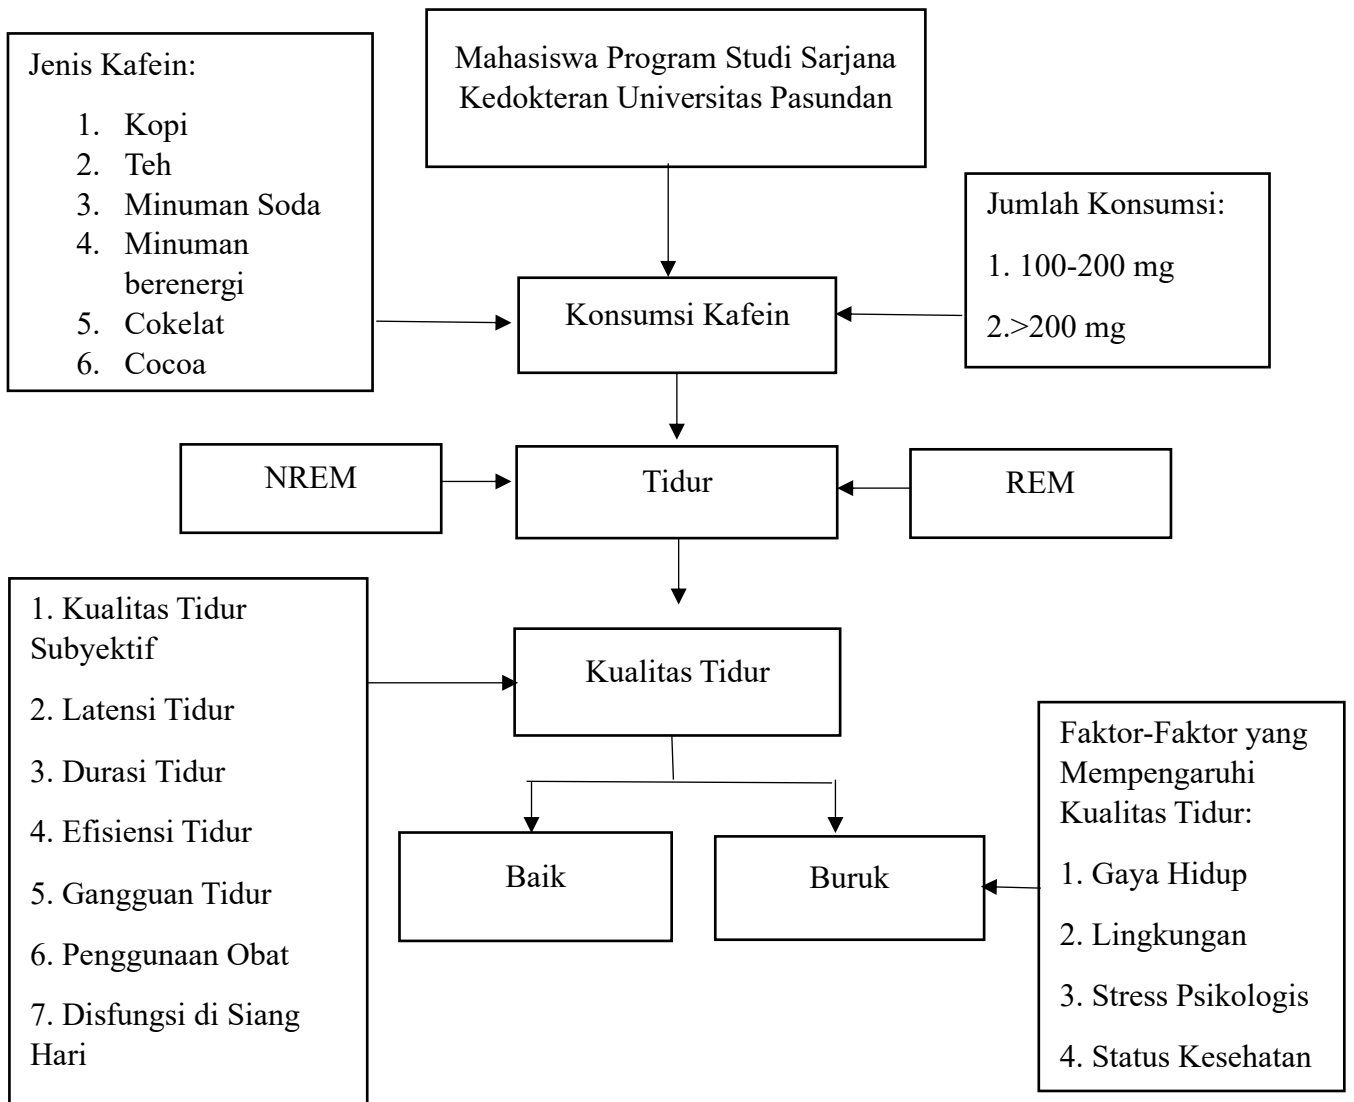 Mahasiswa Program Studi Sarjana
Kedokteran Universitas Pasundan
Jenis Kafein:
1. Kopi
2. Teh
3. Minuman Soda
4. Minuman
berenergi
5. Cokelat
6. Cocoa
Jumlah Konsumsi:
1. 100-200 mg
2.>200 mg
Konsumsi Kafein
NREM
Tidur
REM
1. Kualitas Tidur
Subyektif
2. Latensi Tidur
3. Durasi Tidur
4. Efisiensi Tidur
5. Gangguan Tidur
6. Penggunaan Obat
7. Disfungsi di Siang
Hari
Kualitas Tidur
Baik
Buruk
Faktor-Faktor yang
Mempengaruhi
Kualitas Tidur:
1. Gaya Hidup
2. Lingkungan
3. Stress Psikologis
4. Status Kesehatan